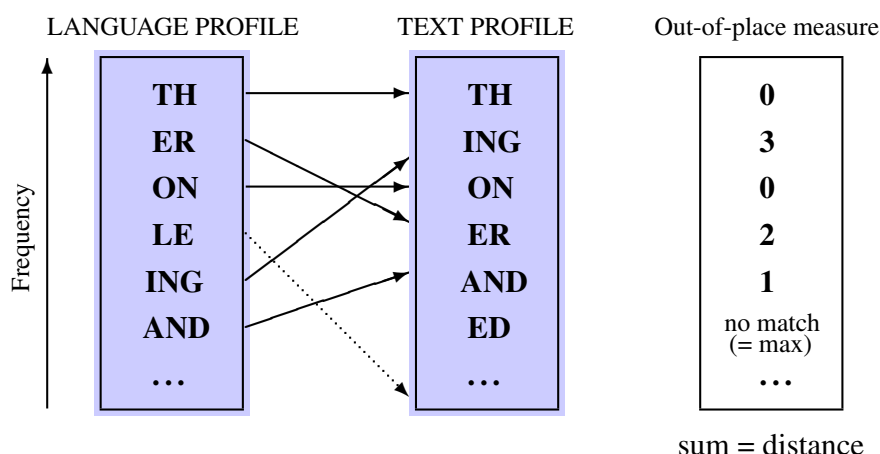 LANGUAGE PROFILE TEXT PROFILE Out-of-place measure
Frequency
TH TH 0
ER ING 3
ON ON 0
LE ER 2
ING AND 1
AND ED no match
(= max)
... ... ...
sum = distance